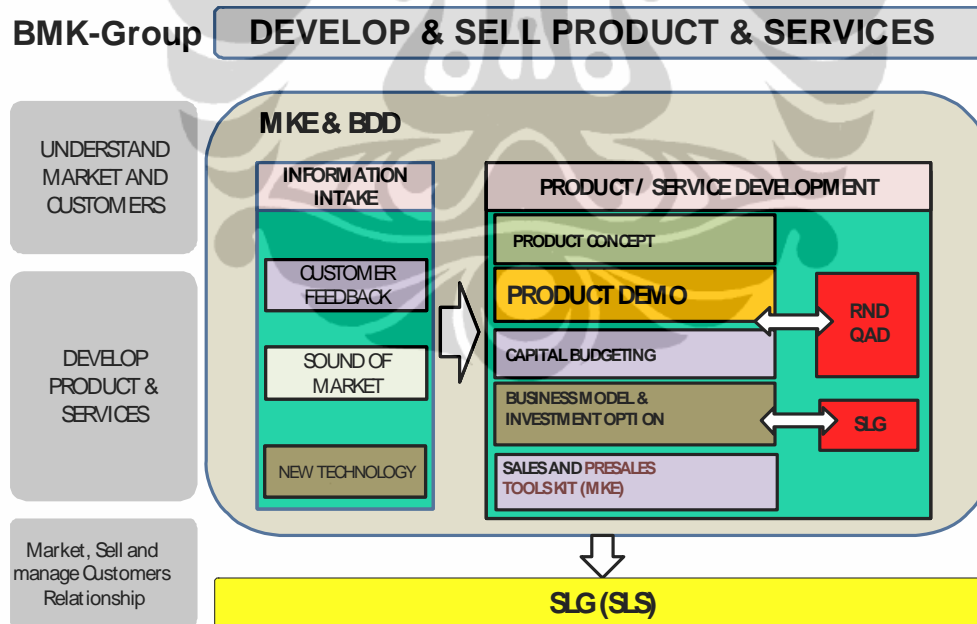 BMK-Group
DEVELOP & SELL PRODUCT & SERVICES
UNDERSTAND
MARKET AND
CUSTOMERS
DEVELOP
PRODUCT &
SERVICES
Market, Sell and
manage Customers
Relationship
MKE & BDD
INFORMATION
INTAKE
CUSTOMER
FEEDBACK
SOUND OF
MARKET
NEW TECHNOLOGY
PRODUCT / SERVICE DEVELOPMENT
PRODUCT CONCEPT
PRODUCT DEMO
CAPITAL BUDGETING
BUSINESS MODEL &
INVESTMENT OPTION
SALES AND PRESALES
TOOLSKIT (MKE)
RND
QAD
SLG
SLG (SLS)